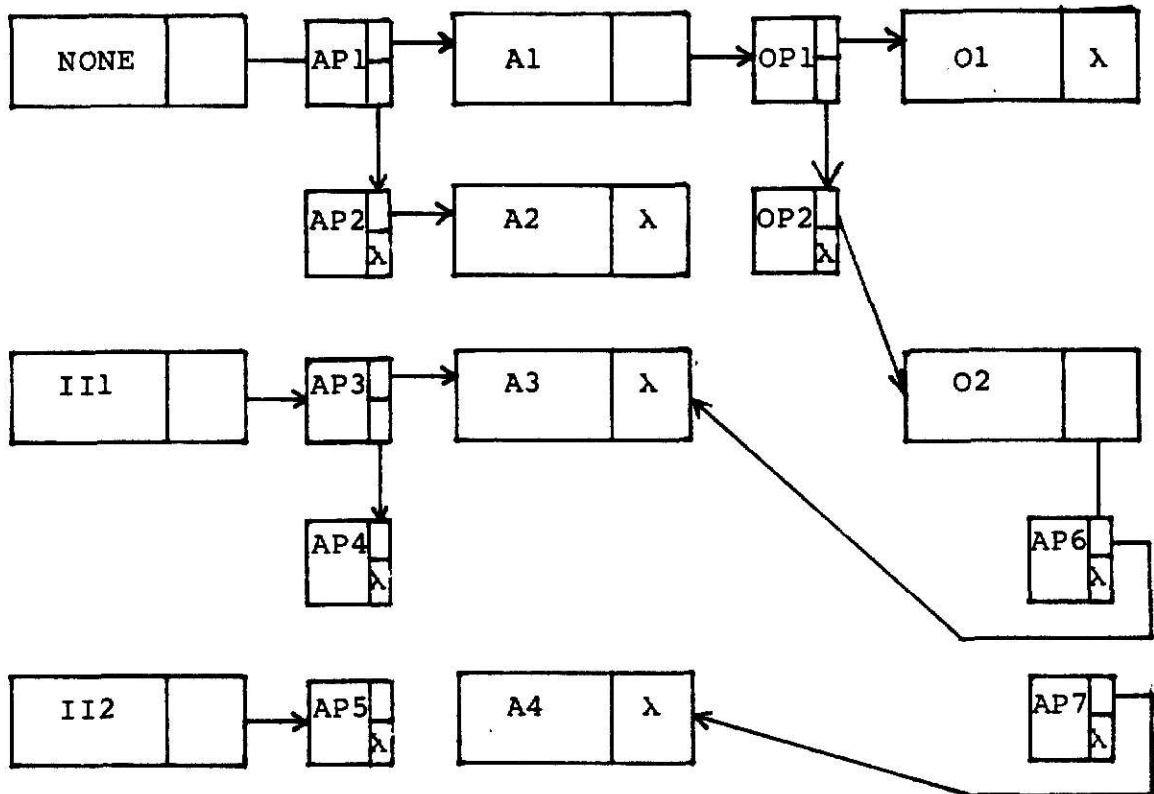 NONE AP1 A1 OP1 O1 λ
AP2 λ A2 λ OP2 λ
II1 AP3 A3 λ O2
AP4 λ AP6 λ
II2 AP5 λ A4 λ AP7 λ